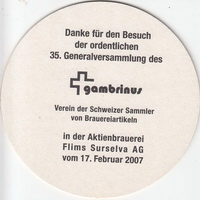 Danke für den Besuch
der ordentlichen
35. Generalversammlung des
gambrinus
Verein der Schweizer Sammler
von Brauereiartikeln
in der Aktienbrauerei
Flims Surselva AG
vom 17. Februar 2007